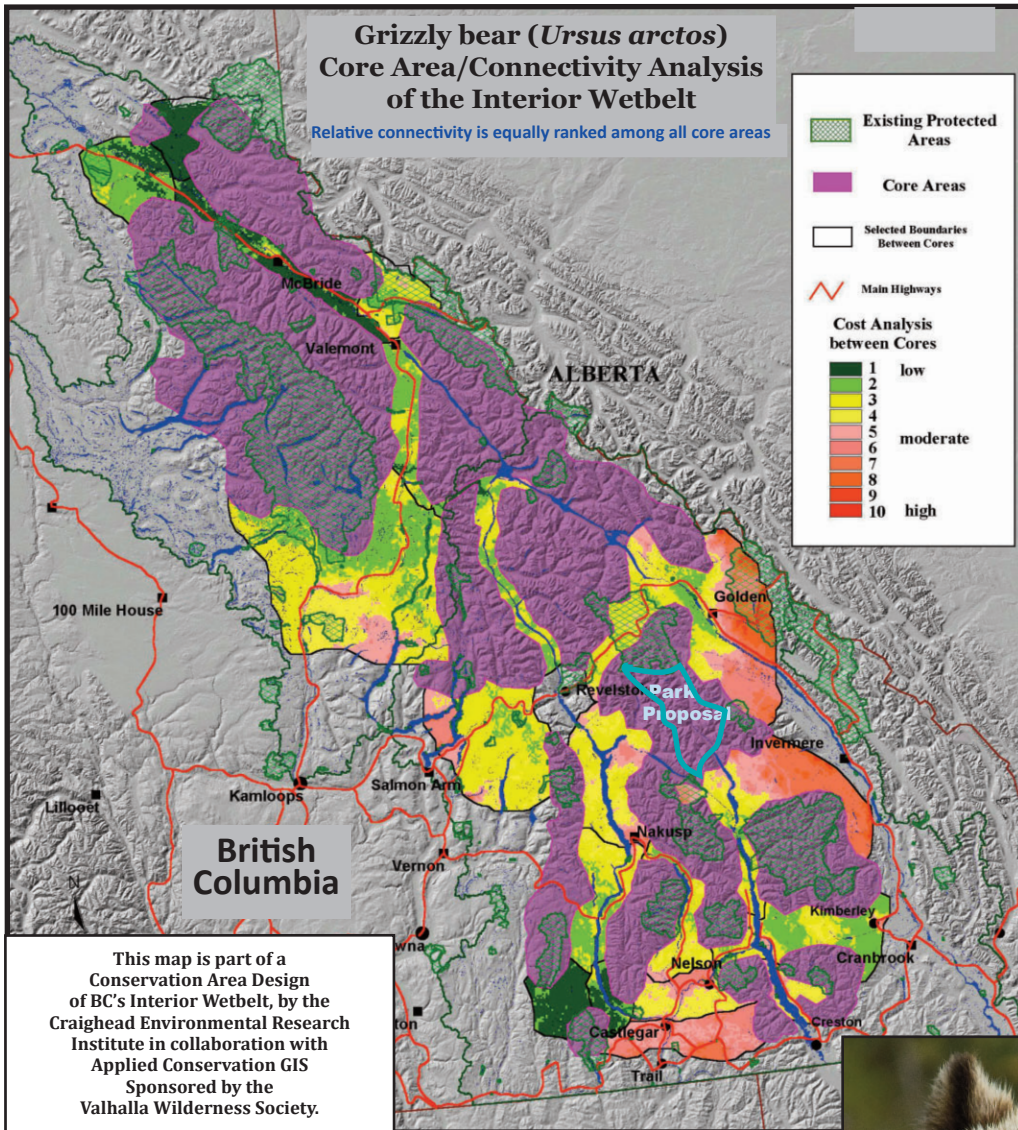 Grizzly bear (Ursus arctos)
Core Area/Connectivity Analysis
of the Interior Wetbelt
Relative connectivity is equally ranked among all core areas
Existing Protected
Areas
Core Areas
Selected Boundaries
Between Cores
Main Highways
Cost Analysis
between Cores
1 low
2
3
4
5 moderate
6
7
8
9
10 high
McBride
Valemont
ALBERTA
100 Mile House
Golden
Revelsto
Park
Proposal
Invermere
Salmon Arm
Kamloops
Lillooet
Nakusp
Vernon
British
Columbia
N
Kimberley
wna
Cranbrook
Nelson
ton
Castlegar
Creston
Trail
This map is part of a
Conservation Area Design
of BC's Interior Wetbelt, by the
Craighead Environmental Research
Institute in collaboration with
Applied Conservation GIS
Sponsored by the
Valhalla Wilderness Society.